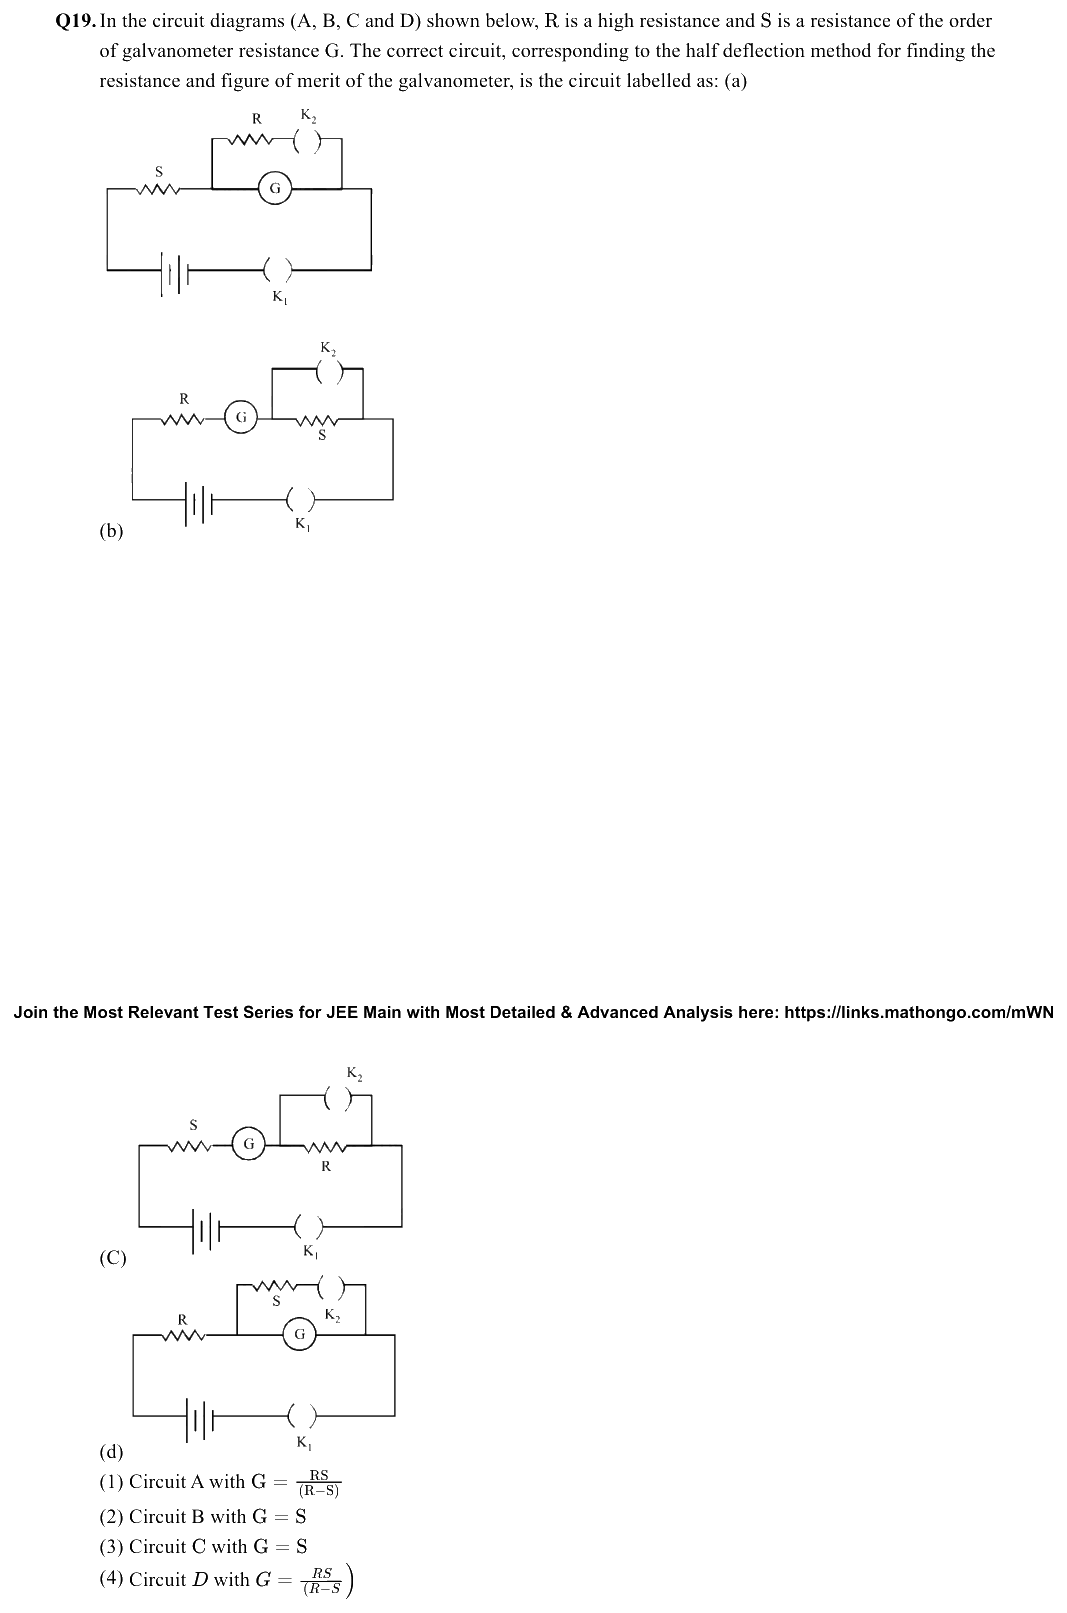 Q19. In the circuit diagrams (A, B, C and D) shown below, R is a high resistance and S is a resistance of the order
of galvanometer resistance G. The correct circuit, corresponding to the half deflection method for finding the
resistance and figure of merit of the galvanometer, is the circuit labelled as: (a)
R K₂
S
G
K₁
K₂
R
G
S
K₁
(b)
Join the Most Relevant Test Series for JEE Main with Most Detailed & Advanced Analysis here: https://links.mathongo.com/mWN
K₂
S
G
R
K₁
(C)
S
K₂
R
G
K₁
(d)
(1) Circuit A with G = RS/(R−S)
(2) Circuit B with G = S
(3) Circuit C with G = S
(4) Circuit D with G = RS/(R−S)